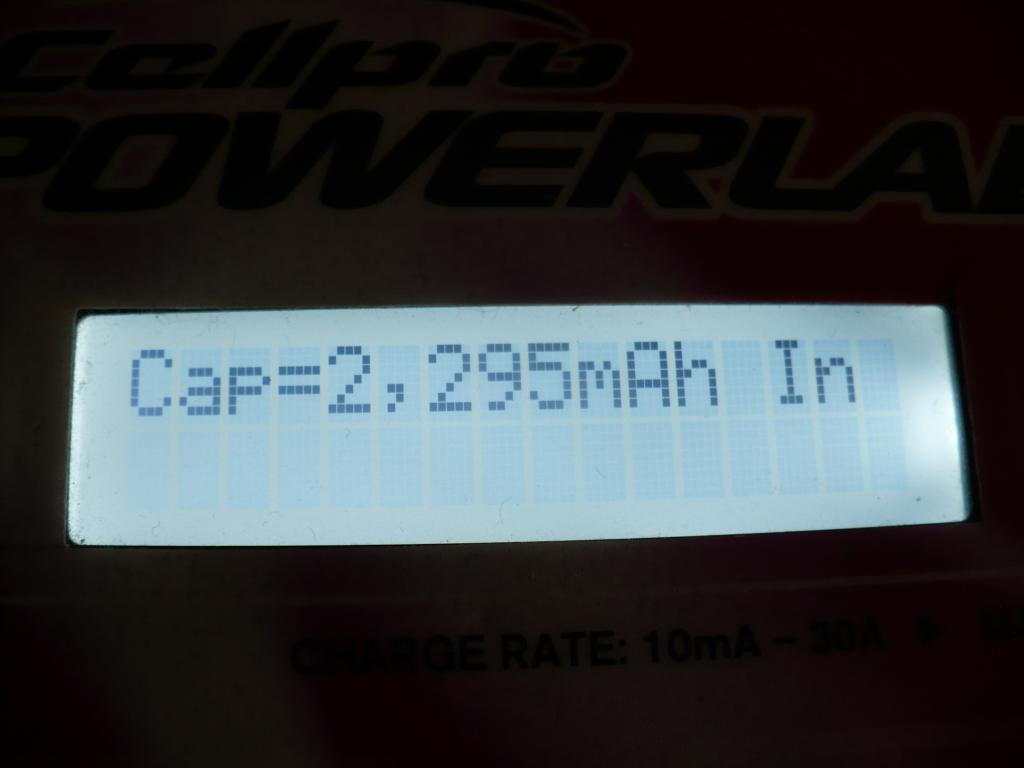 Cellpro
POWERLA
Cap=2,295mAh In
CHARGE RATE: 10mA - 30A ▶